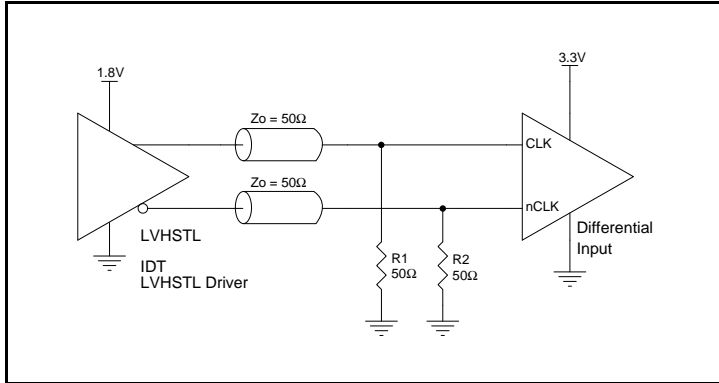 1.8V
3.3V
Zo = 50Ω
CLK
Zo = 50Ω
nCLK
LVHSTL
IDT
LVHSTL Driver
R1
50Ω
R2
50Ω
Differential
Input